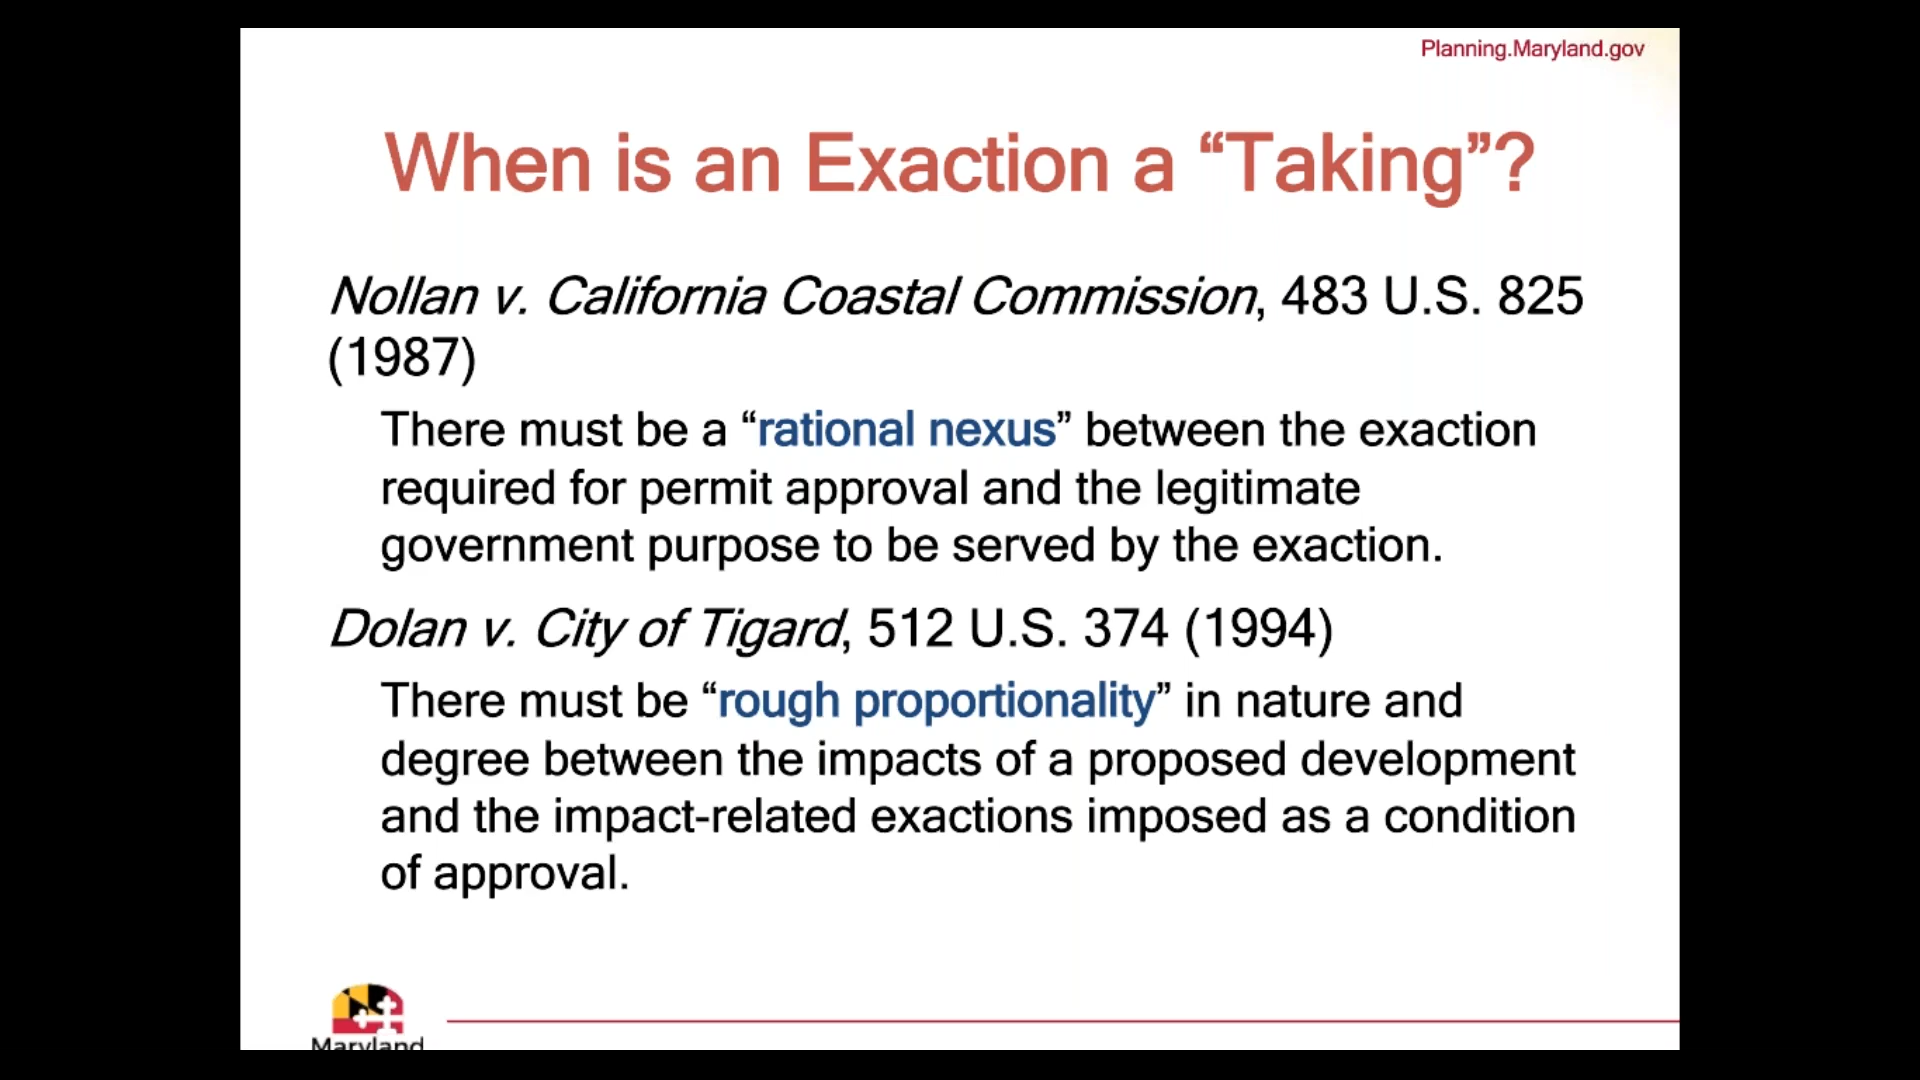 Planning.Maryland.gov
When is an Exaction a “Taking”?
Nollan v. California Coastal Commission, 483 U.S. 825
(1987)
There must be a “rational nexus” between the exaction
required for permit approval and the legitimate
government purpose to be served by the exaction.
Dolan v. City of Tigard, 512 U.S. 374 (1994)
There must be “rough proportionality” in nature and
degree between the impacts of a proposed development
and the impact-related exactions imposed as a condition
of approval.
Maryland